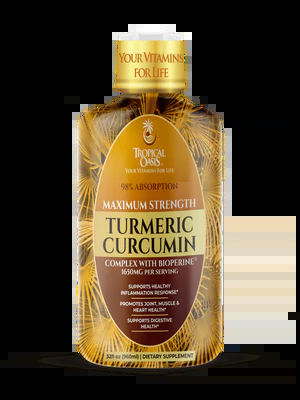 YOUR VITAMINS
FOR LIFE
TROPICAL
OASIS
YOUR VITAMINS FOR LIFE
98% ABSORPTION
MAXIMUM STRENGTH
TURMERIC
CURCUMIN
COMPLEX WITH BIOPERINE®
1650MG PER SERVING
SUPPORTS HEALTHY
INFLAMMATION RESPONSE*
PROMOTES JOINT, MUSCLE &
HEART HEALTH*
SUPPORTS DIGESTIVE
HEALTH*
32fl oz (960ml) | DIETARY SUPPLEMENT